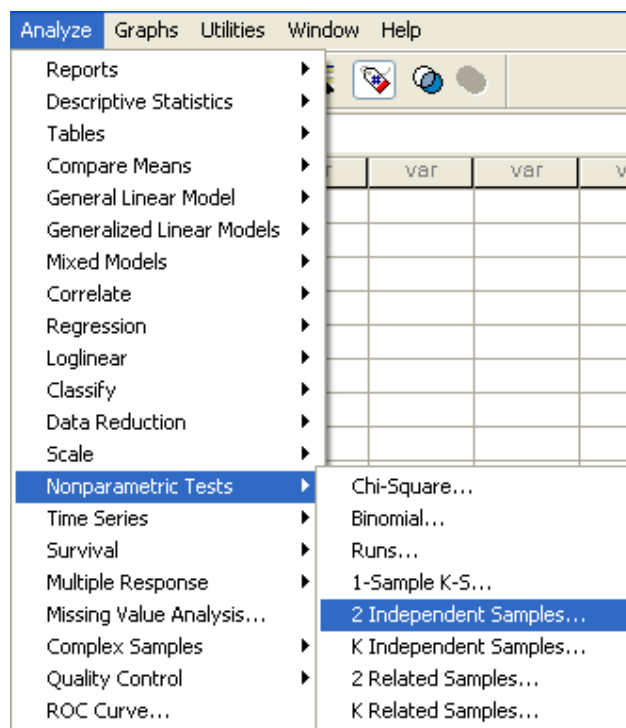 Analyze Graphs Utilities Window Help
Reports
Descriptive Statistics
Tables
Compare Means
var var
General Linear Model
Generalized Linear Models
Mixed Models
Correlate
Regression
Loglinear
Classify
Data Reduction
Scale
Nonparametric Tests
Time Series
Survival
Multiple Response
Missing Value Analysis...
Complex Samples
Quality Control
ROC Curve...
Chi-Square...
Binomial...
Runs...
1-Sample K-S...
2 Independent Samples...
K Independent Samples...
2 Related Samples...
K Related Samples...